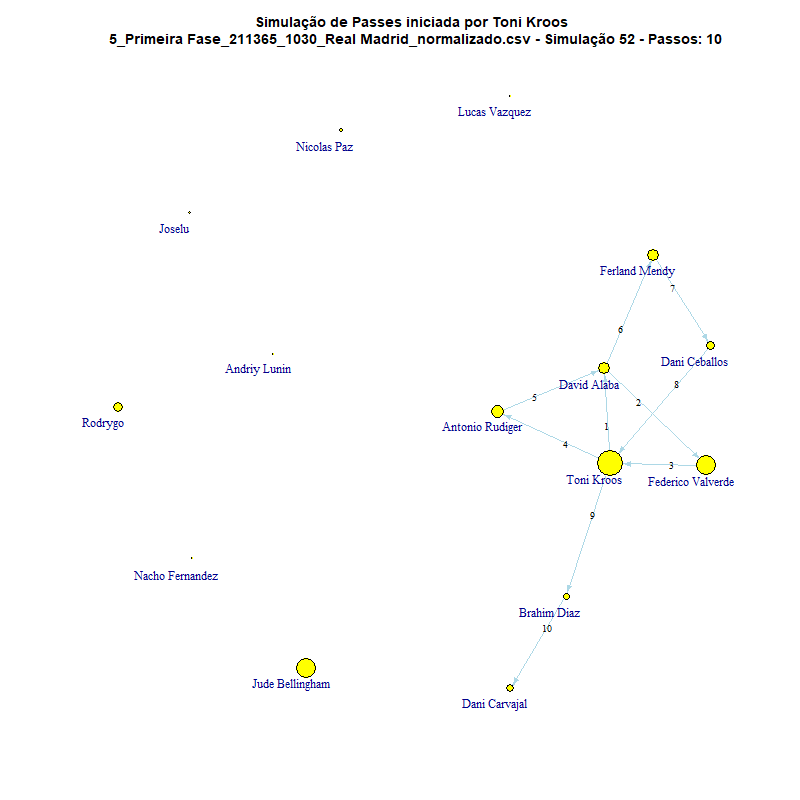 Simulação de Passes iniciada por Toni Kroos
5_Primeira Fase_211365_1030_Real Madrid_normalizado.csv - Simulação 52 - Passos: 10
Lucas Vazquez
Nicolas Paz
Joselu
Ferland Mendy
7
6
Dani Ceballos
Andriy Lunin
David Alaba
8
5
2
Rodrygo
Antonio Rudiger
1
4
3
Toni Kroos
Federico Valverde
9
Nacho Fernandez
Brahim Diaz
10
Jude Bellingham
Dani Carvajal